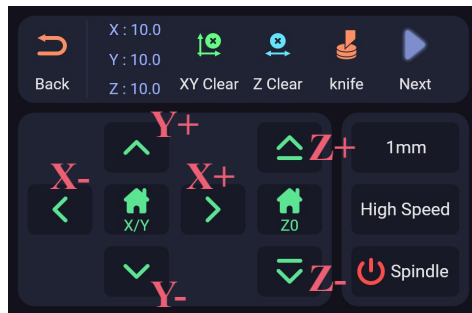 X : 10.0
Y : 10.0
Z : 10.0
Back
XY Clear
Z Clear
knife
Next
Y+
Z+
1mm
X-
X+
X/Y
Z0
High Speed
Y-
Z-
Spindle